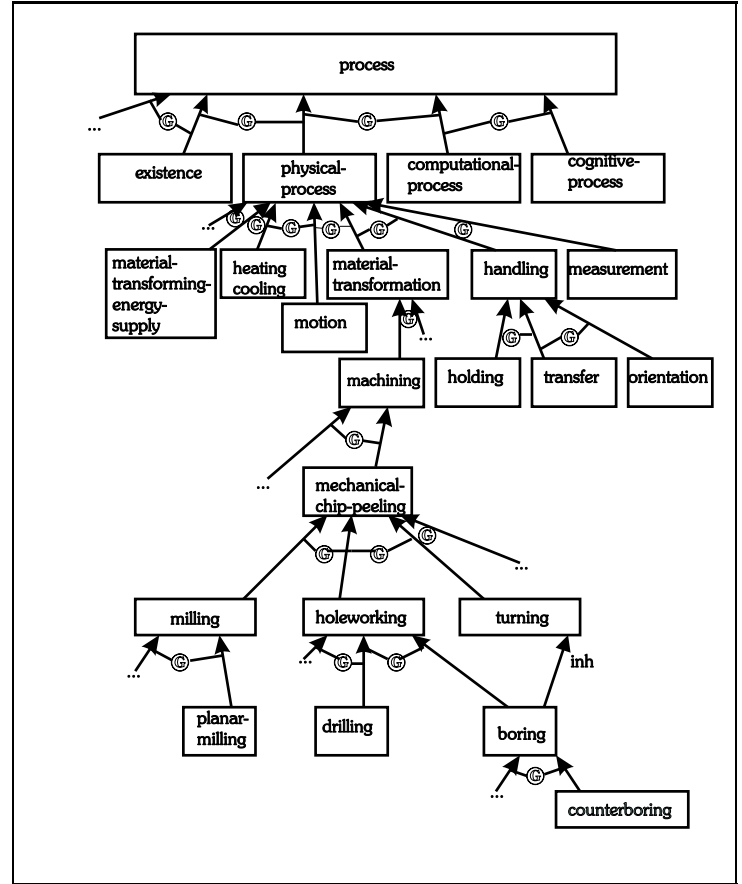 process
...
G G G G
existence
physical-
process
computational-
process
cognitive-
process
...
G G G G G G
material-
transforming-
energy-
supply
heating
cooling
motion
material-
transformation
handling
measurement
G
...
G G
machining
holding
transfer
orientation
G
...
mechanical-
chip-peeling
G G G
...
milling
holeworking
turning
...
G
...
G G
inh
planar-
milling
drilling
boring
...
G
counterboring